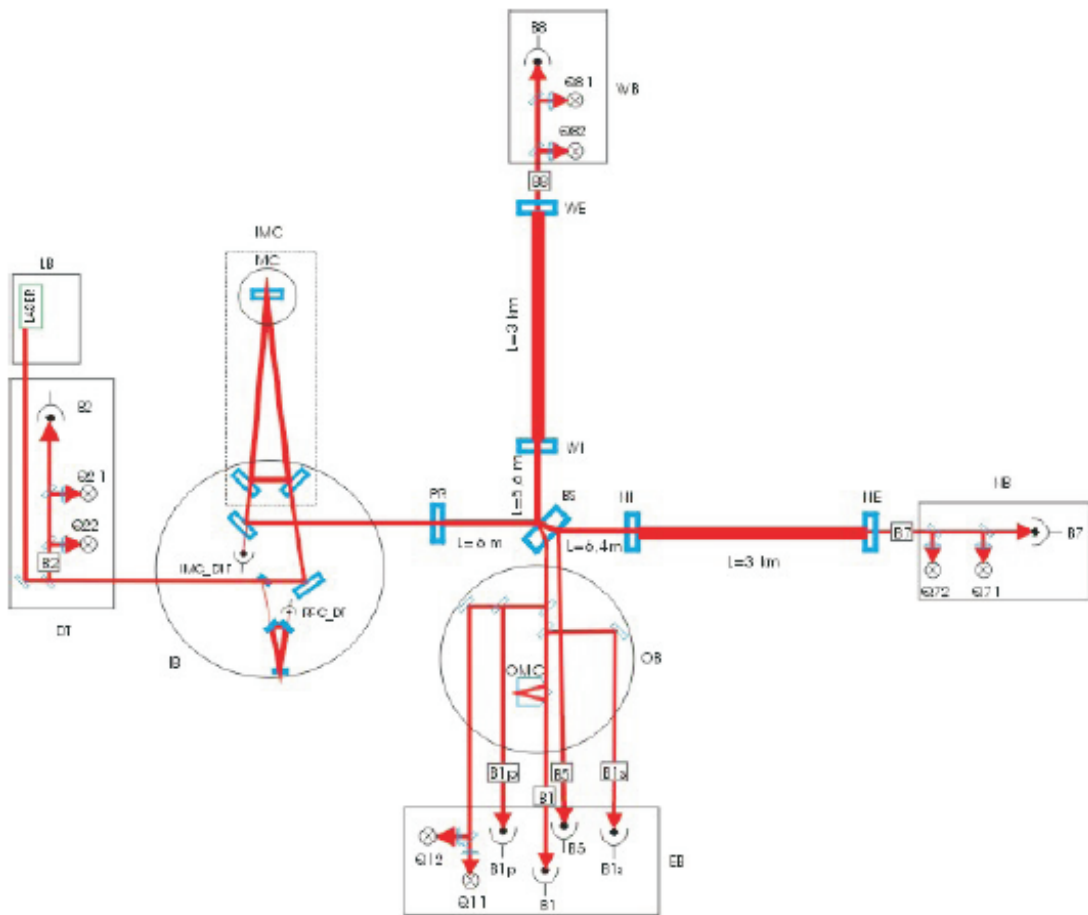 B8
Q81
WB
Q82
B8
WE
IMC
MC
LB
LASER
L=3 km
B2
Q21
WI
PR
L=5.6 m
BS
NI
NE
NB
Q22
B2
L=6 m
L=6.4m
B7
B7
IMC_DIT
L=3 km
Q72
Q71
RFC_DT
DT
IB
OB
OMC
B1p
B5
B1s
B1
Q12
B1p
B5
B1s
EB
Q11
B1